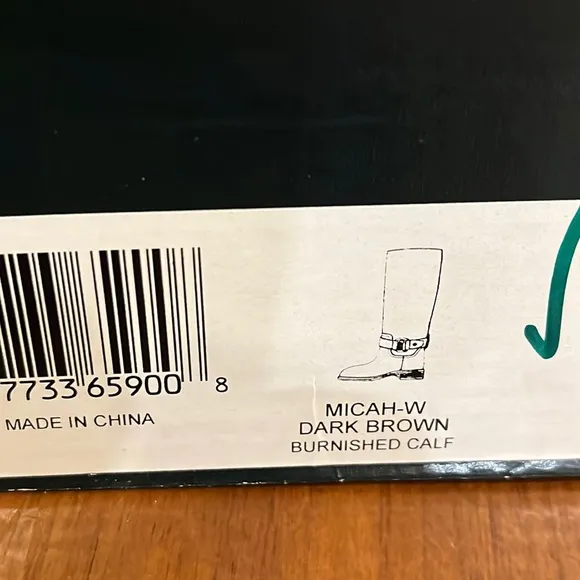 7733 65900 8
MADE IN CHINA
MICAH-W
DARK BROWN
BURNISHED CALF